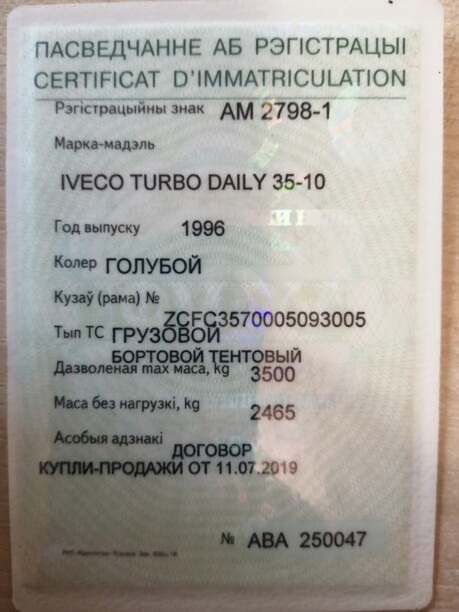 ПАСВЕДЧАННЕ АБ РЭГІСТРАЦЫІ
CERTIFICAT D'IMMATRICULATION
Рэгістрацыйны знак AM 2798-1
Марка-мадэль
IVECO TURBO DAILY 35-10
Год выпуску 1996
Колер ГОЛУБОЙ
Кузаў (рама) № ZCFC3570005093005
Тып ТС ГРУЗОВОЙ
БОРТОВОЙ ТЕНТОВЫЙ
Дазволеная max маса, kg 3500
Маса без нагрузкі, kg 2465
Асобыя адзнакі ДОГОВОР
КУПЛИ-ПРОДАЖИ ОТ 11.07.2019
№ ABA 250047